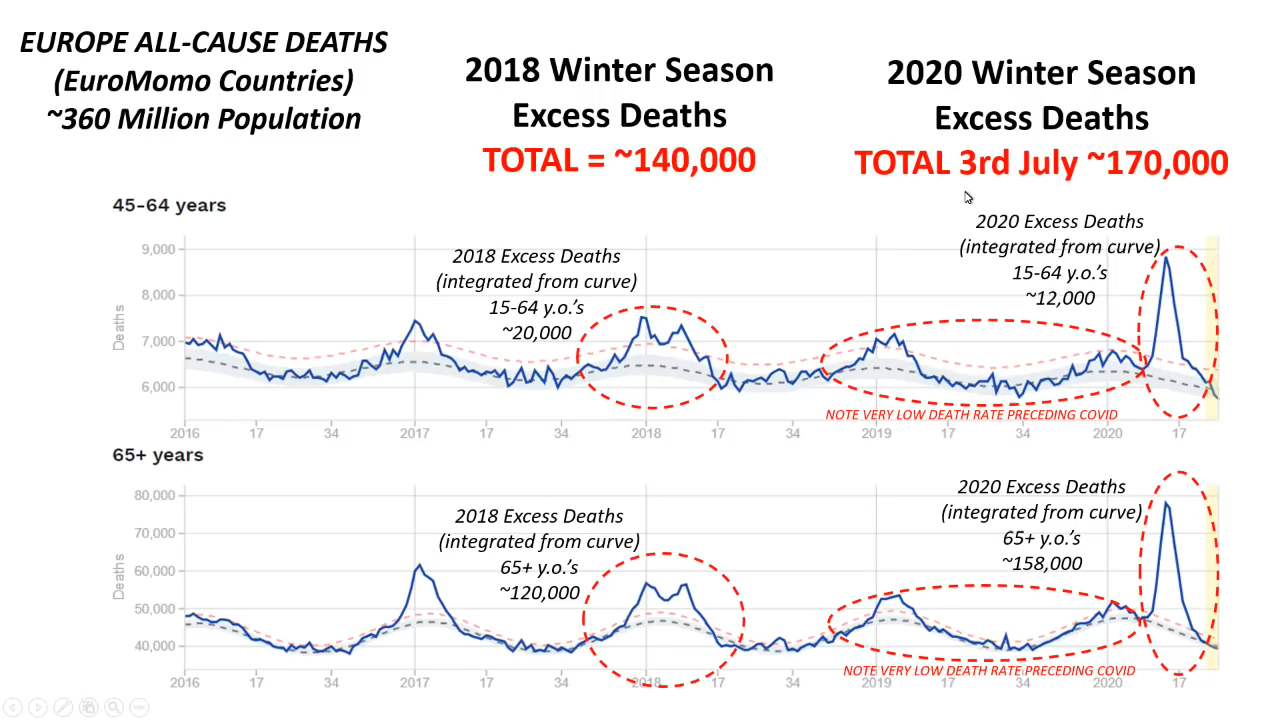 EUROPE ALL-CAUSE DEATHS
(EuroMomo Countries)
~360 Million Population
2018 Winter Season
Excess Deaths
TOTAL = ~140,000
2020 Winter Season
Excess Deaths
TOTAL 3rd July ~170,000
45-64 years
Deaths
9,000
8,000
7,000
6,000
2018 Excess Deaths
(integrated from curve)
15-64 y.o.'s
~20,000
2020 Excess Deaths
(integrated from curve)
15-64 y.o.'s
~12,000
NOTE VERY LOW DEATH RATE PRECEDING COVID
2016 17 34 2017 17 34 2018 17 34 2019 17 34 2020 17
65+ years
Deaths
80,000
70,000
60,000
50,000
40,000
2018 Excess Deaths
(integrated from curve)
65+ y.o.'s
~120,000
2020 Excess Deaths
(integrated from curve)
65+ y.o.'s
~158,000
NOTE VERY LOW DEATH RATE PRECEDING COVID
2016 17 34 2017 17 34 2018 17 34 2019 17 34 2020 17